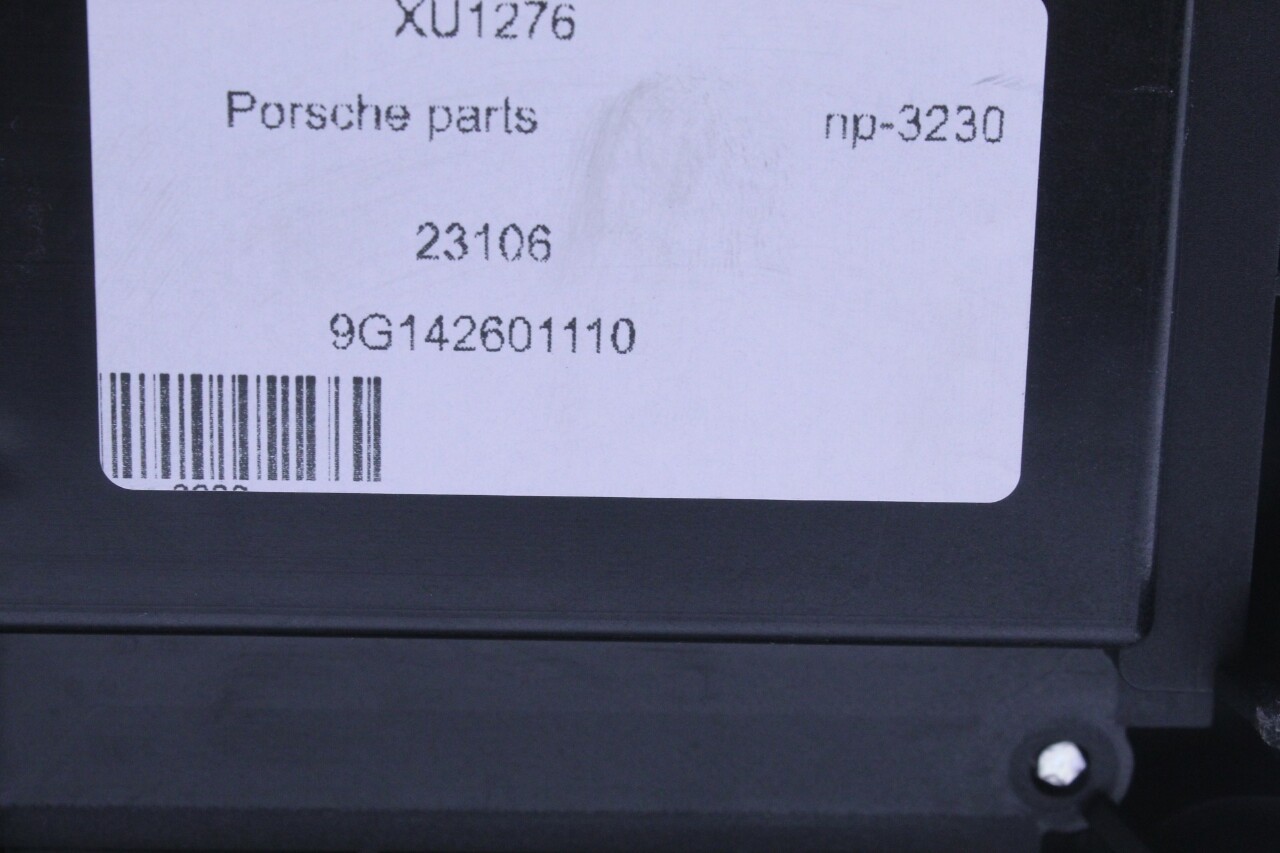 XU1276
Porsche parts np-3230
23106
9G142601110